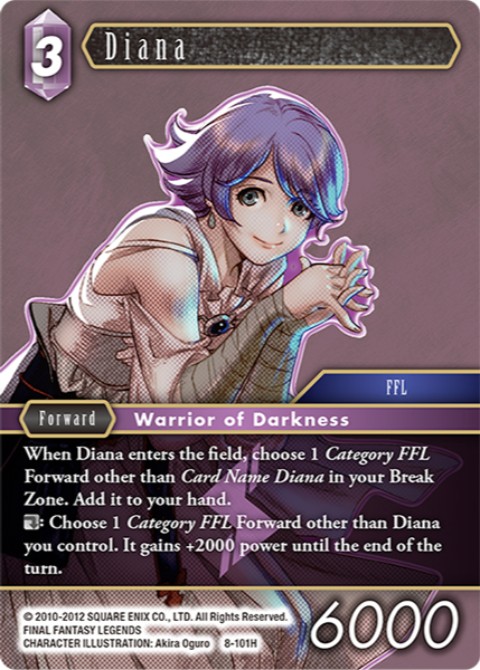 3
Diana
FFL
Forward
Warrior of Darkness
When Diana enters the field, choose 1 Category FFL
Forward other than Card Name Diana in your Break
Zone. Add it to your hand.
: Choose 1 Category FFL Forward other than Diana
you control. It gains +2000 power until the end of the
turn.
© 2010-2012 SQUARE ENIX CO., LTD. All Rights Reserved.
FINAL FANTASY LEGENDS
CHARACTER ILLUSTRATION: Akira Oguro 8-101H
6000